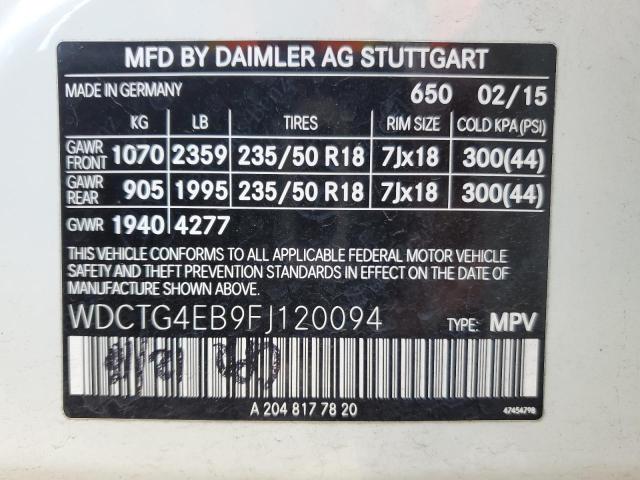 MFD BY DAIMLER AG STUTTGART
MADE IN GERMANY 650 02/15
KG LB TIRES RIM SIZE COLD KPA(PSI)
GAWR FRONT 1070 2359 235/50 R18 7Jx18 300(44)
GAWR REAR 905 1995 235/50 R18 7Jx18 300(44)
GVWR 1940 4277
THIS VEHICLE CONFORMS TO ALL APPLICABLE FEDERAL MOTOR VEHICLE
SAFETY AND THEFT PREVENTION STANDARDS IN EFFECT ON THE DATE OF
MANUFACTURE SHOWN ABOVE
WDCTG4EB9FJ120094 TYPE: MPV
A 204 817 78 20
47454798